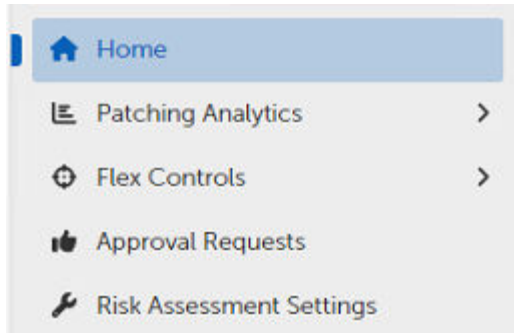 Home
Patching Analytics
Flex Controls
Approval Requests
Risk Assessment Settings